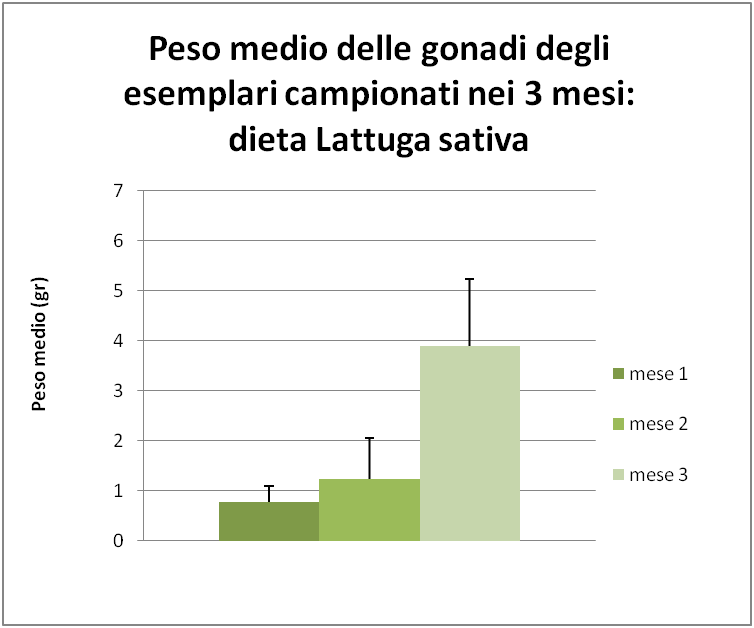 Peso medio delle gonadi degli
esemplari campionati nei 3 mesi:
dieta Lattuga sativa
7
6
5
4
3
2
1
0
Peso medio (gr)
mese 1
mese 2
mese 3